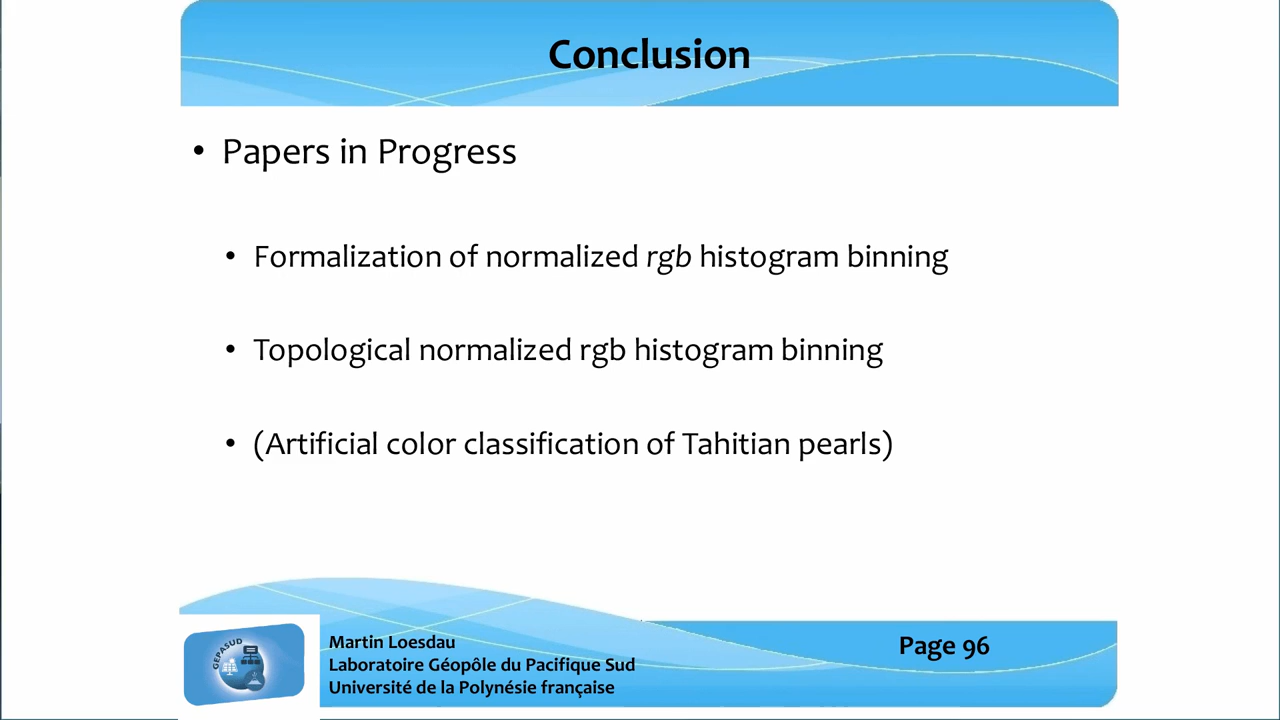 Conclusion
• Papers in Progress
• Formalization of normalized rgb histogram binning
• Topological normalized rgb histogram binning
• (Artificial color classification of Tahitian pearls)
GEPASUD
Martin Loesdau
Laboratoire Géopôle du Pacifique Sud
Université de la Polynésie française
Page 96